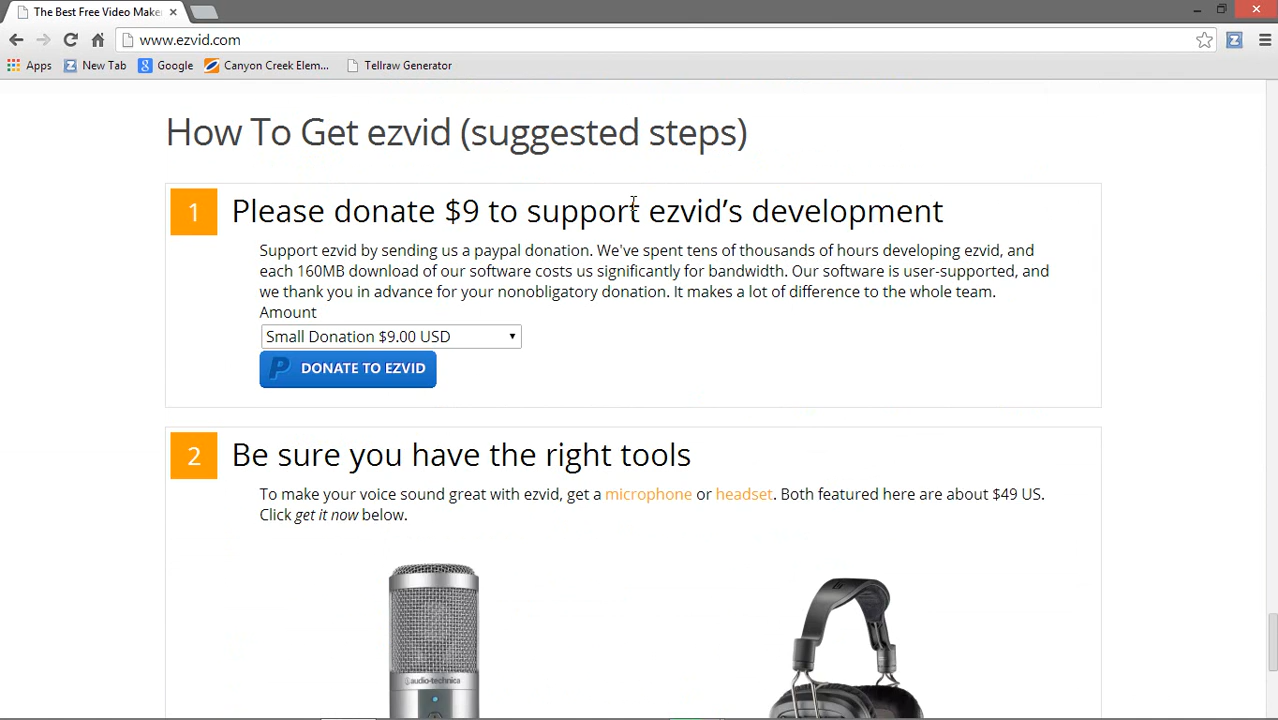 The Best Free Video Make
www.ezvid.com
Apps New Tab Google Canyon Creek Elem... Tellraw Generator
How To Get ezvid (suggested steps)
1 Please donate $9 to support ezvid's development
Support ezvid by sending us a paypal donation. We've spent tens of thousands of hours developing ezvid, and
each 160MB download of our software costs us significantly for bandwidth. Our software is user-supported, and
we thank you in advance for your nonobligatory donation. It makes a lot of difference to the whole team.
Amount
Small Donation $9.00 USD
DONATE TO EZVID
2 Be sure you have the right tools
To make your voice sound great with ezvid, get a microphone or headset. Both featured here are about $49 US.
Click get it now below.
audio-technica